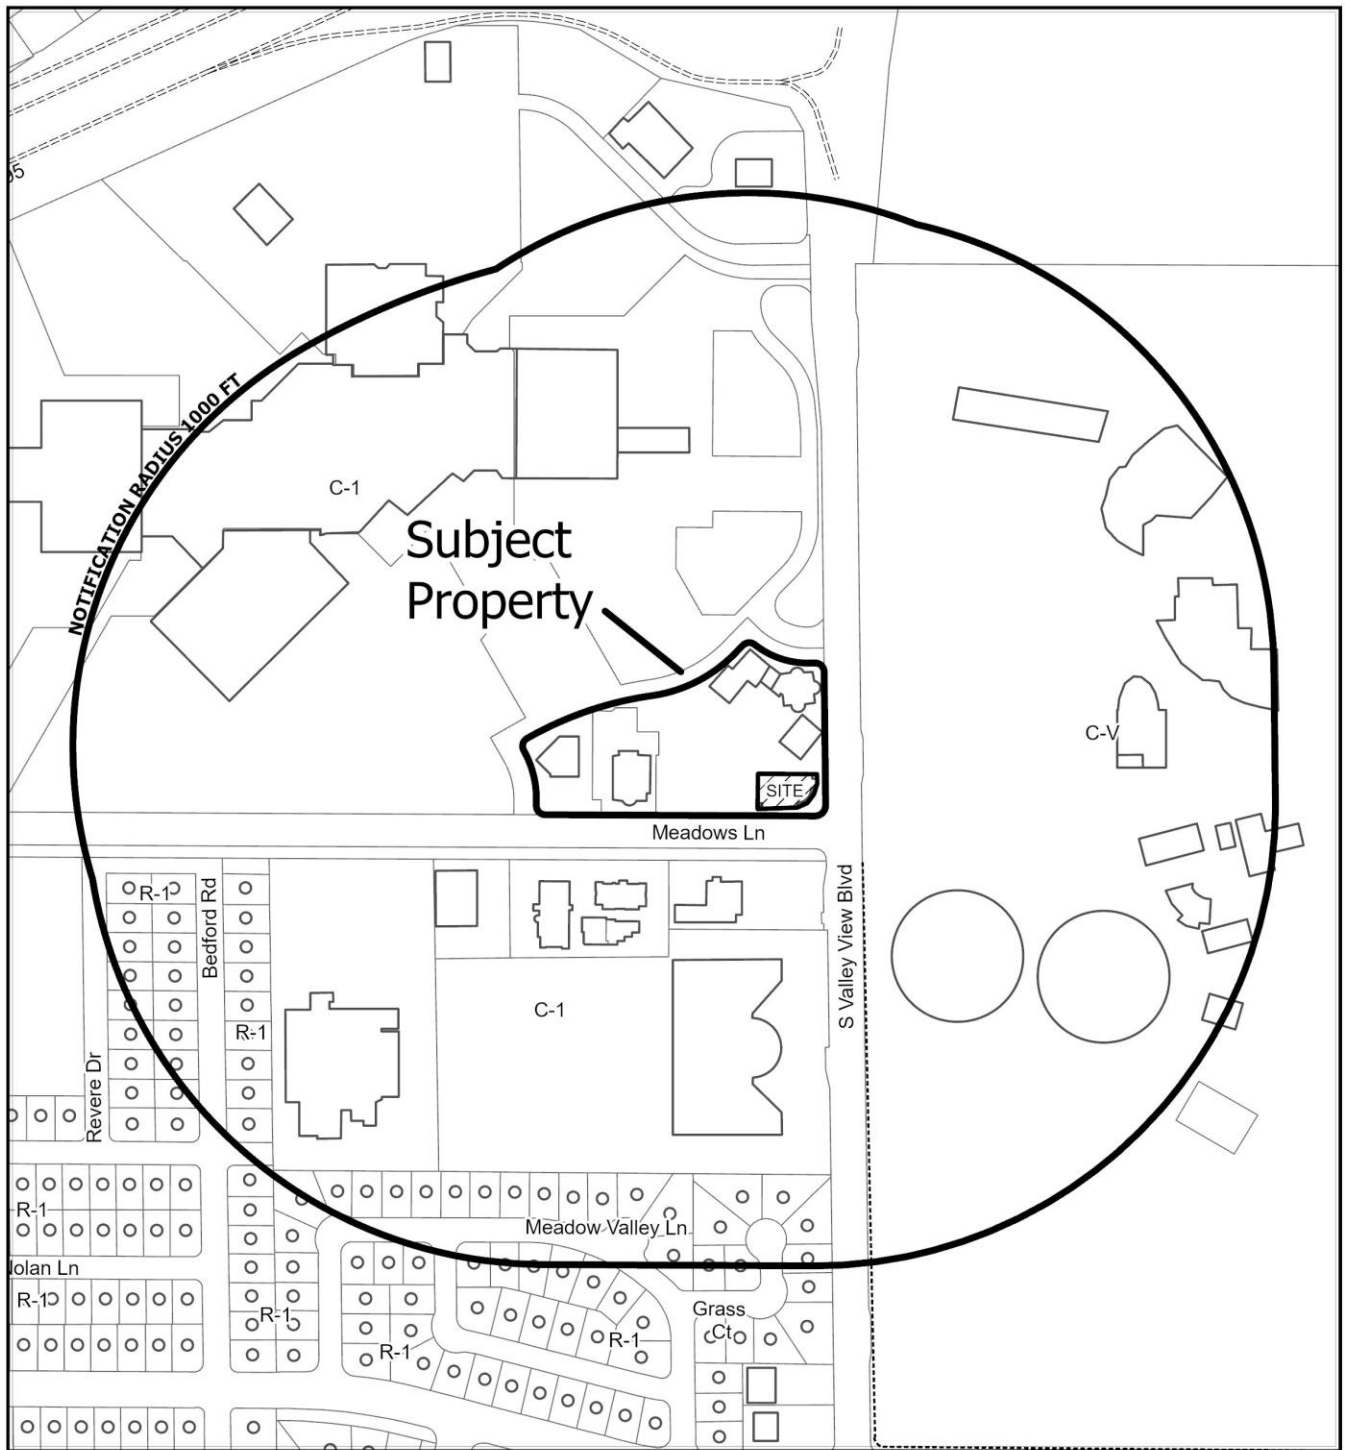 95
NOTIFICATION RADIUS 1000 FT
C-1
Subject
Property
C-V
SITE
Meadows Ln
R-1
Bedford Rd
S Valley View Blvd
C-1
R-1
Revere Dr
R-1
Meadow Valley Ln
Nolan Ln
R-1
R-1
Grass
Ct
R-1
R-1